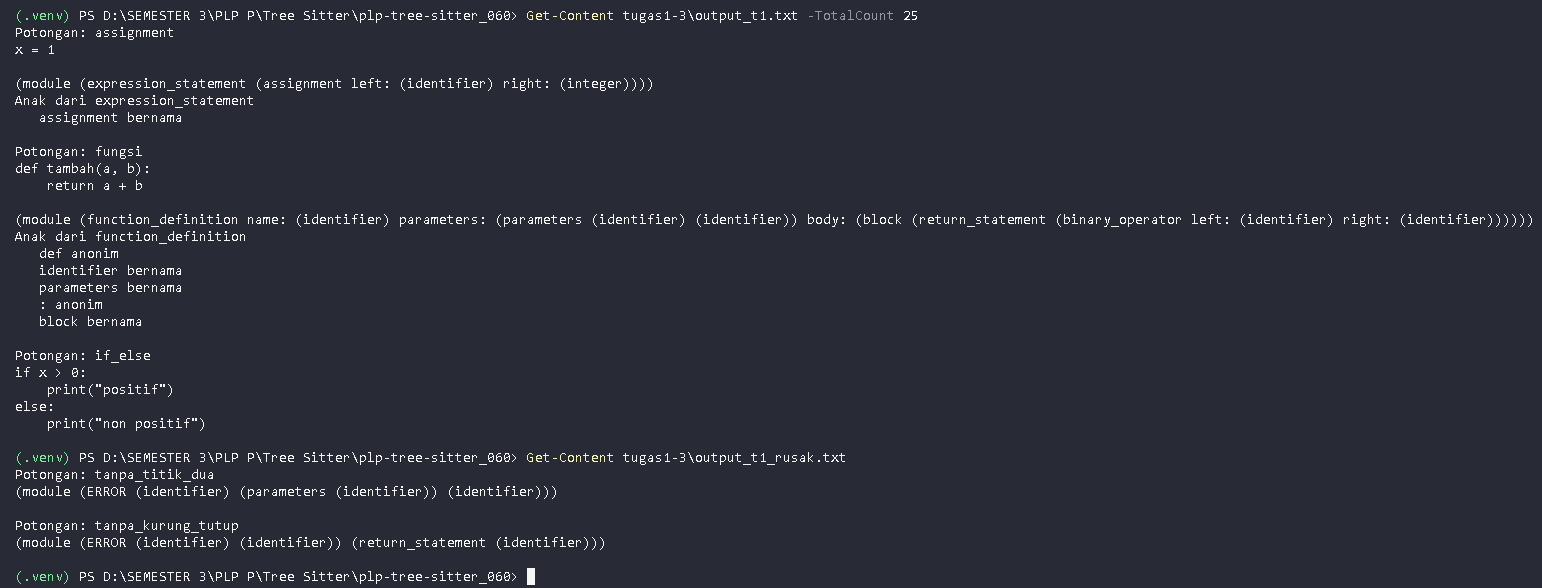 (.venv) PS D:\SEMESTER 3\PLP P\Tree Sitter\plp-tree-sitter_060> Get-Content tugas1-3\output_t1.txt -TotalCount 25
Potongan: assignment
x = 1

(module (expression_statement (assignment left: (identifier) right: (integer))))
Anak dari expression_statement
   assignment bernama

Potongan: fungsi
def tambah(a, b):
    return a + b

(module (function_definition name: (identifier) parameters: (parameters (identifier) (identifier)) body: (block (return_statement (binary_operator left: (identifier) right: (identifier))))))
Anak dari function_definition
   def anonim
   identifier bernama
   parameters bernama
   : anonim
   block bernama

Potongan: if_else
if x > 0:
    print("positif")
else:
    print("non positif")

(.venv) PS D:\SEMESTER 3\PLP P\Tree Sitter\plp-tree-sitter_060> Get-Content tugas1-3\output_t1_rusak.txt
Potongan: tanpa_titik_dua
(module (ERROR (identifier) (parameters (identifier)) (identifier)))

Potongan: tanpa_kurung_tutup
(module (ERROR (identifier) (identifier)) (return_statement (identifier)))

(.venv) PS D:\SEMESTER 3\PLP P\Tree Sitter\plp-tree-sitter_060>